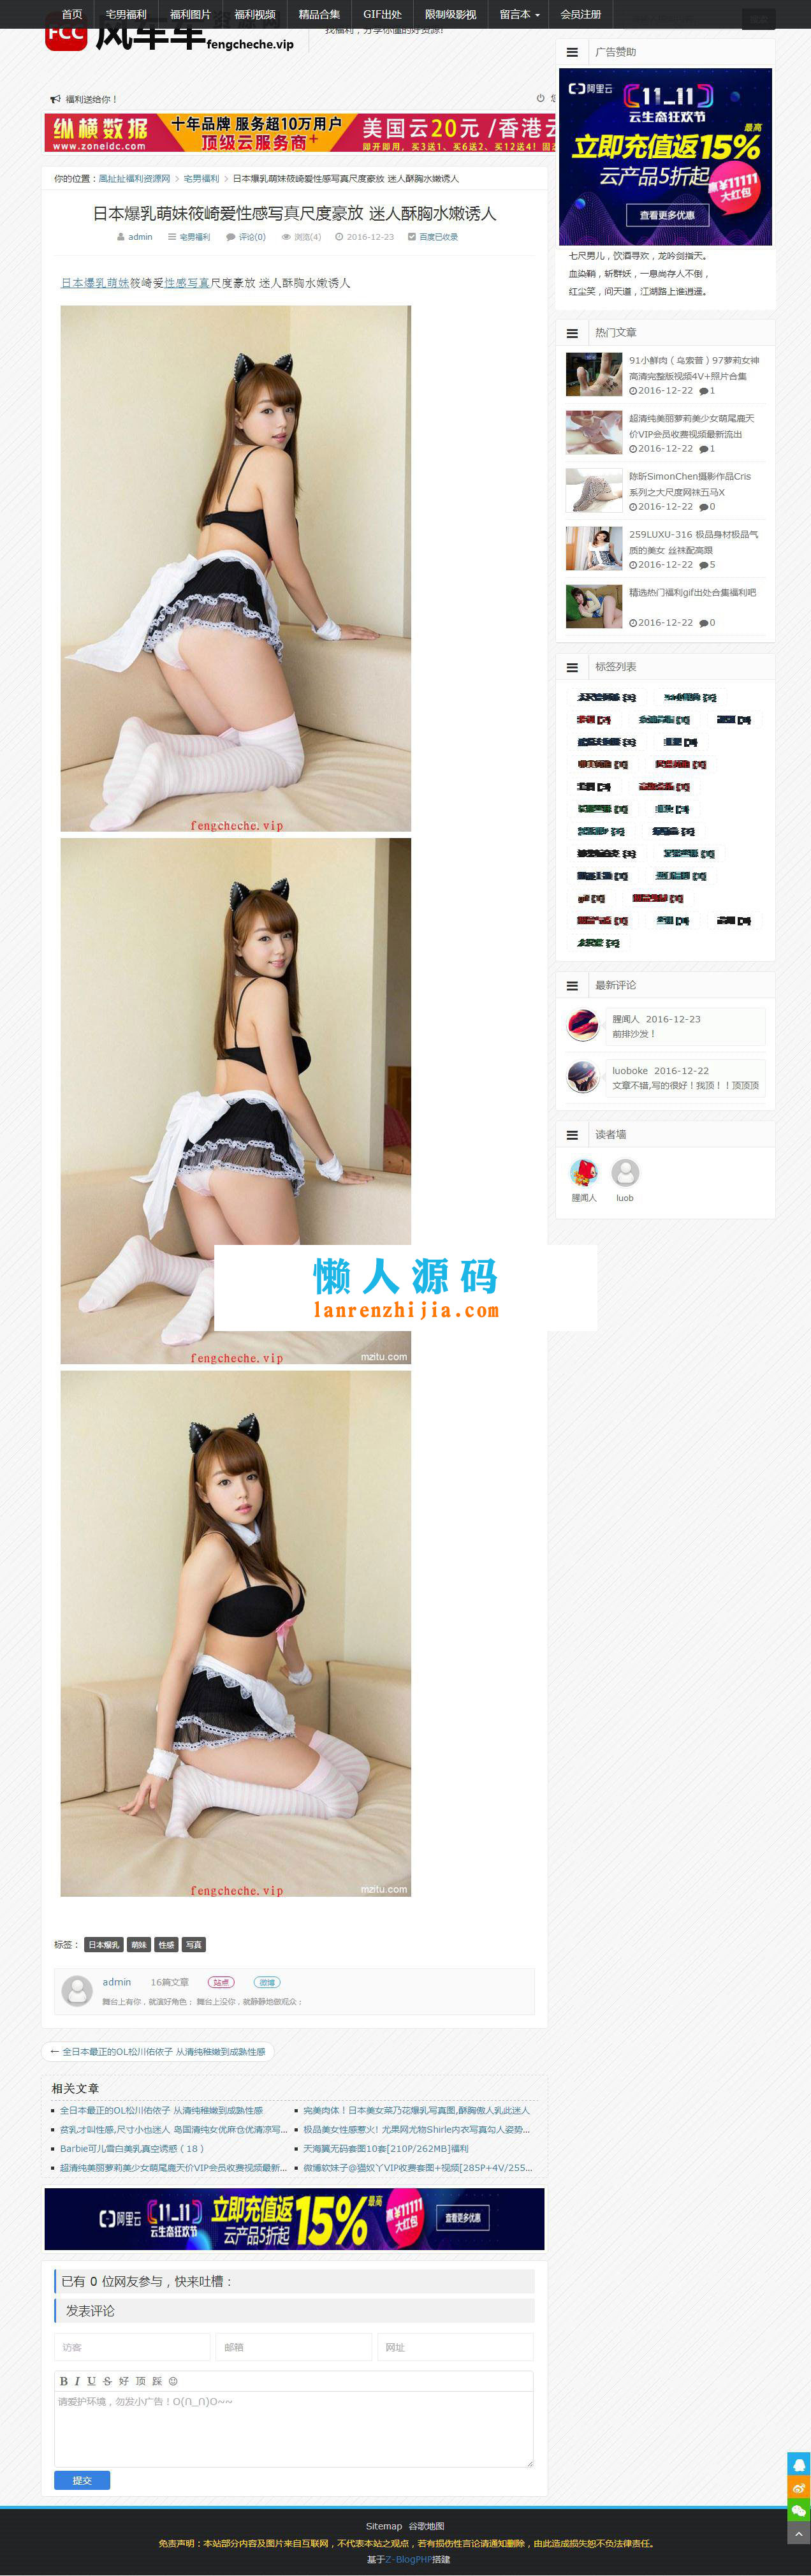 首页 宅男福利 福利图片 福利视频 精品合集 GIF出处 限制级影视 留言本 会员注册
FCC 风车车
fengcheche.vip
找福利，分享你懂的好资源！
福利送给你！
纵横数据 十年品牌 服务超10万用户 顶级云服务商 美国云20元 /香港云
即开即用，买3送1、买6送2、买12送4！
你的位置：風扯扯福利资源网 > 宅男福利 > 日本爆乳萌妹筱崎爱性感写真尺度豪放 迷人酥胸水嫩诱人
日本爆乳萌妹筱崎爱性感写真尺度豪放 迷人酥胸水嫩诱人
admin 宅男福利 评论(0) 浏览(4) 2016-12-23 百度已收录
日本爆乳萌妹筱崎爱性感写真尺度豪放 迷人酥胸水嫩诱人
fengcheche.vip
fengcheche.vip
mzitu.com
懒人源码
lanrenzhijia.com
fengcheche.vip
mzitu.com
标签： 日本爆乳 萌妹 性感 写真
admin 16篇文章 站点 微博
舞台上有你，就演好角色； 舞台上没你，就静静地做观众；
← 全日本最正的OL松川佑依子 从清纯稚嫩到成熟性感
相关文章
全日本最正的OL松川佑依子 从清纯稚嫩到成熟性感
完美肉体！日本美女菜乃花爆乳写真图,酥胸傲人乳此迷人
贫乳才叫性感,尺寸小也迷人 岛国清纯女优麻仓优清凉写...
极品美女性感惹火! 尤果网尤物Shirle内衣写真勾人姿势...
Barbie可儿雪白美乳真空诱惑（18）
天海翼无码套图10套[210P/262MB]福利
超清纯美丽萝莉美少女萌尾鹿天价VIP会员收费视频最新...
微博软妹子@猫奴丫VIP收费套图+视频[285P+4V/255...
阿里云 11_11 云生态狂欢节 立即充值返15% 最高 云产品5折起 赢¥11111大红包 查看更多优惠
已有 0 位网友参与，快来吐槽：
发表评论
访客 邮箱 网址
B I U S 好 顶 踩
请爱护环境，勿发小广告！O(∩_∩)O~~
提交
广告赞助
阿里云
11_11
云生态狂欢节
最高
立即充值返15%
云产品5折起
赢¥11111大红包
查看更多优惠
七尺男儿，饮酒寻欢，龙吟剑指天。
血染鞘，斩群妖，一息尚存人不倒，
红尘笑，问天道，江湖路上谁逍遥。
热门文章
91小鲜肉（乌索普）97萝莉女神
高清完整版视频4V+照片合集
2016-12-22 1
超清纯美丽萝莉美少女萌尾鹿天
价VIP会员收费视频最新流出
2016-12-22 1
陈昕SimonChen攝影作品Cris
系列之大尺度网袜五马X
2016-12-22 0
259LUXU-316 极品身材极品气
质的美女 丝袜配高跟
2016-12-22 5
精选热门福利gif出处合集福利吧
2016-12-22 0
标签列表
最新评论
腥闻人 2016-12-23
前排沙发！
luoboke 2016-12-22
文章不错,写的很好！我顶！！顶顶顶
读者墙
腥闻人 luob
Sitemap 谷歌地图
免责声明：本站部分内容及图片来自互联网，不代表本站之观点，若有损伤性言论请通知删除，由此造成损失恕不负法律责任。
基于Z-BlogPHP搭建